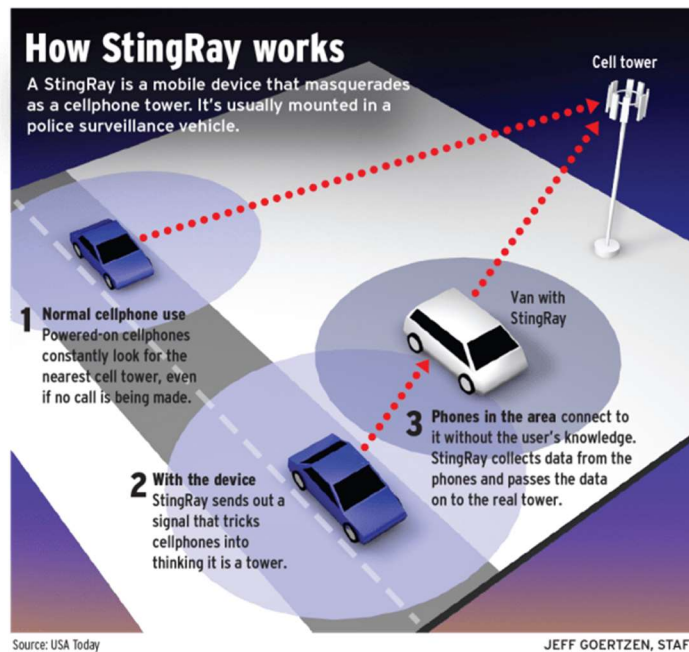 How StingRay works
A StingRay is a mobile device that masquerades
as a cellphone tower. It's usually mounted in a
police surveillance vehicle.
Cell tower
1 Normal cellphone use
Powered-on cellphones
constantly look for the
nearest cell tower, even
if no call is being made.
Van with
StingRay
2 With the device
StingRay sends out a
signal that tricks
cellphones into
thinking it is a tower.
3 Phones in the area connect to
it without the user's knowledge.
StingRay collects data from the
phones and passes the data
on to the real tower.
Source: USA Today
JEFF GOERTZEN, STAF